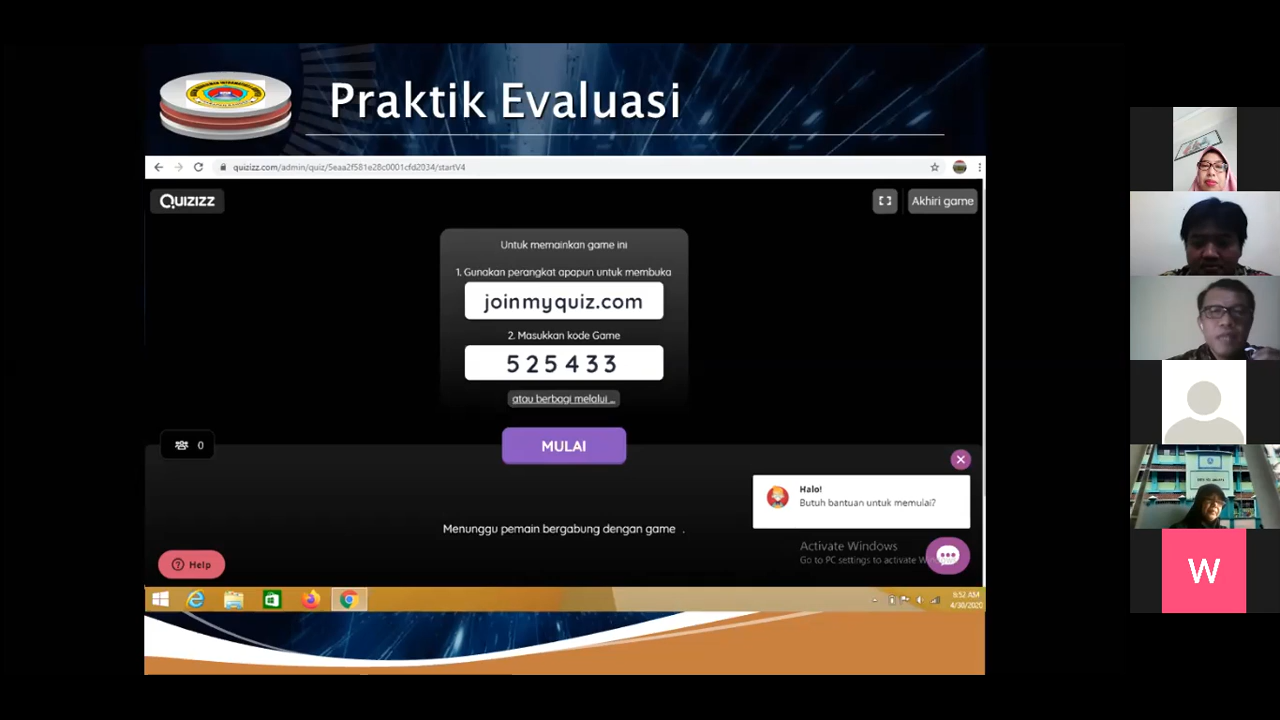 Praktik Evaluasi
quizizz.com/admin/quiz/5eaa2f581e28c0001cfd2034/startV4
QUIZIZZ
Akhiri game
Untuk memainkan game ini
1. Gunakan perangkat apapun untuk membuka
joinmyquiz.com
2. Masukkan kode Game
525433
atau berbagi melalui ...
0
MULAI
Halo!
Butuh bantuan untuk memulai?
Menunggu pemain bergabung dengan game .
Activate Windows
Go to PC settings to activate
Help
6:52 AM
4/30/2020
W